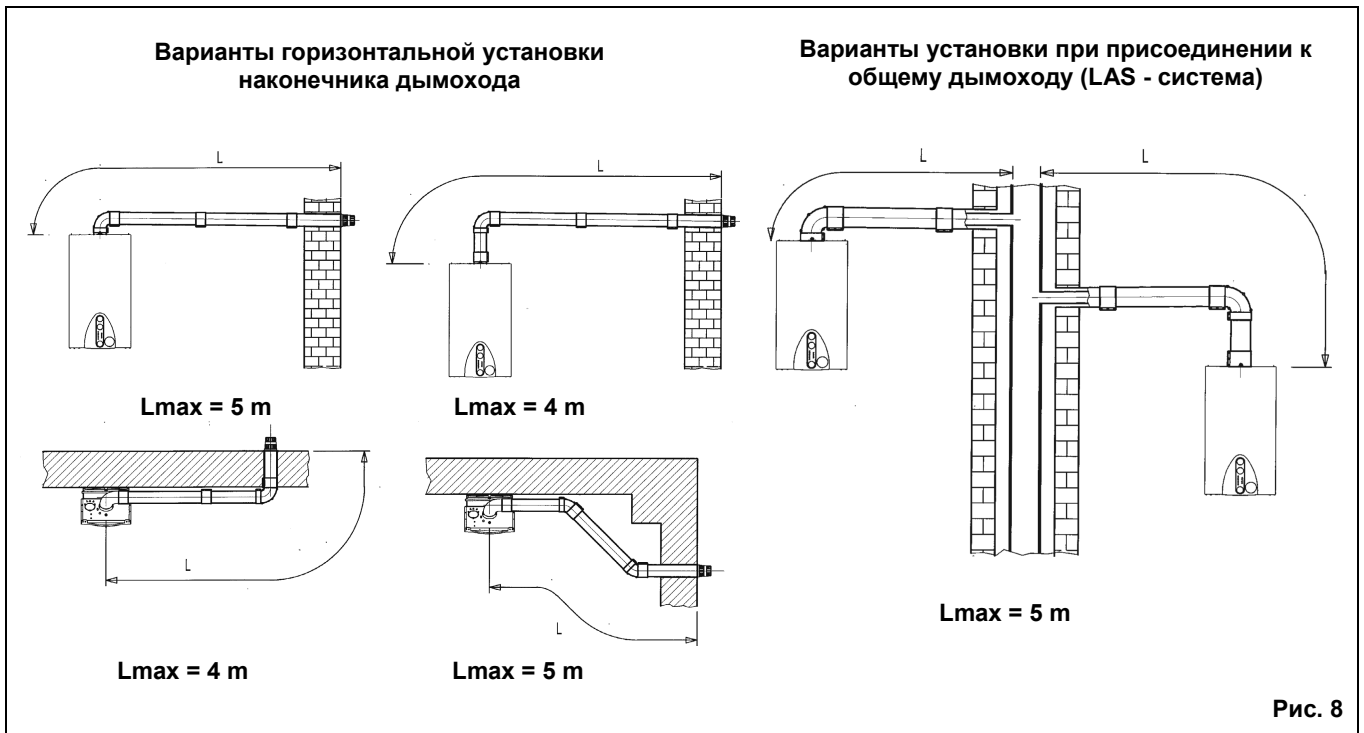 Варианты горизонтальной установки
наконечника дымохода
Варианты установки при присоединении к
общему дымоходу (LAS - система)
L
L
L
L
Lmax = 5 m
Lmax = 4 m
L
L
Lmax = 4 m
Lmax = 5 m
Lmax = 5 m
Рис. 8